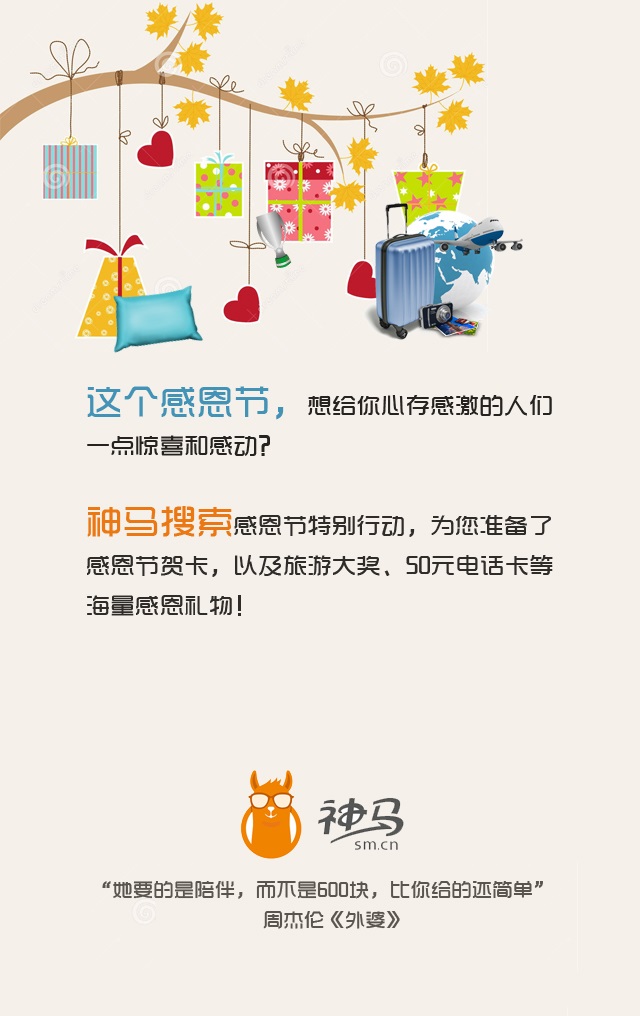 这个感恩节，想给你心存感激的人们
一点惊喜和感动?
神马搜索感恩节特别行动，为您准备了
感恩节贺卡，以及旅游大奖、50元电话卡等
海量感恩礼物!
神马
sm.cn
“她要的是陪伴，而不是600块，比你给的还简单”
周杰伦《外婆》